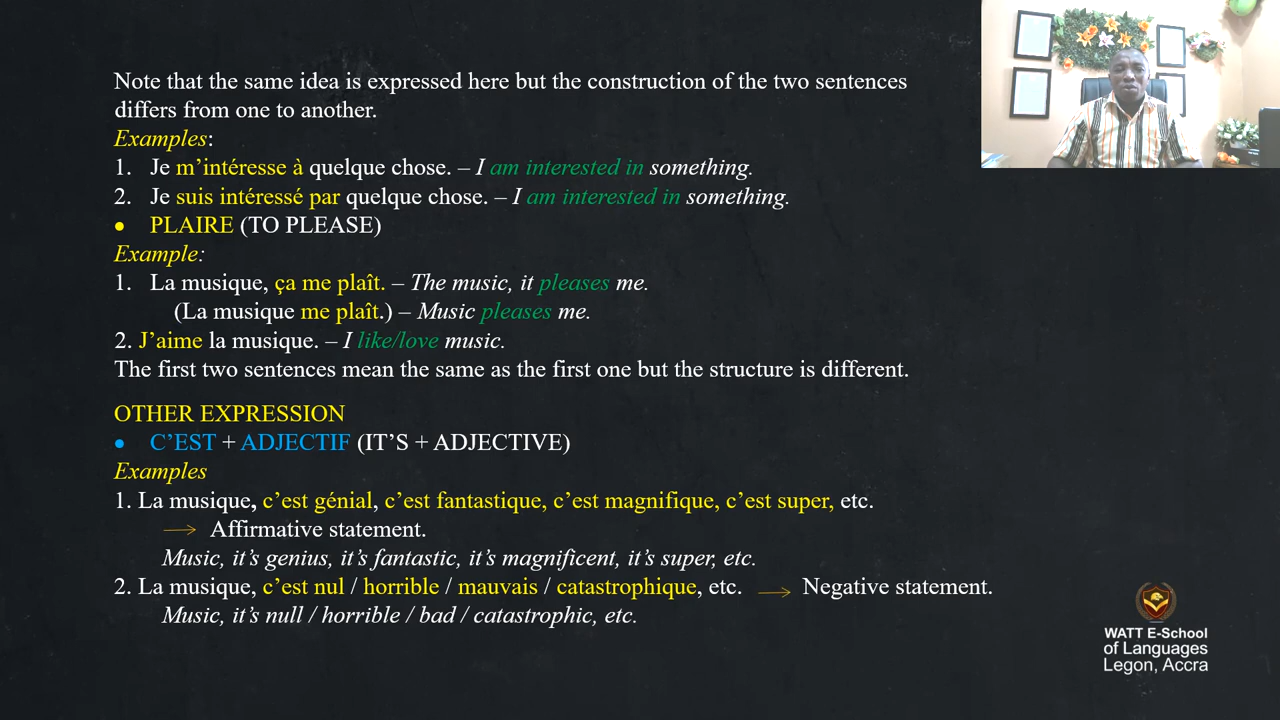 Note that the same idea is expressed here but the construction of the two sentences
differs from one to another.
Examples:
1. Je m’intéresse à quelque chose. – I am interested in something.
2. Je suis intéressé par quelque chose. – I am interested in something.
• PLAIRE (TO PLEASE)
Example:
1. La musique, ça me plaît. – The music, it pleases me.
(La musique me plaît.) – Music pleases me.
2. J’aime la musique. – I like/love music.
The first two sentences mean the same as the first one but the structure is different.
OTHER EXPRESSION
• C’EST + ADJECTIF (IT’S + ADJECTIVE)
Examples
1. La musique, c’est génial, c’est fantastique, c’est magnifique, c’est super, etc.
→ Affirmative statement.
Music, it’s genius, it’s fantastic, it’s magnificent, it’s super, etc.
2. La musique, c’est nul / horrible / mauvais / catastrophique, etc. → Negative statement.
Music, it’s null / horrible / bad / catastrophic, etc.
WATT E-School
of Languages
Legon, Accra